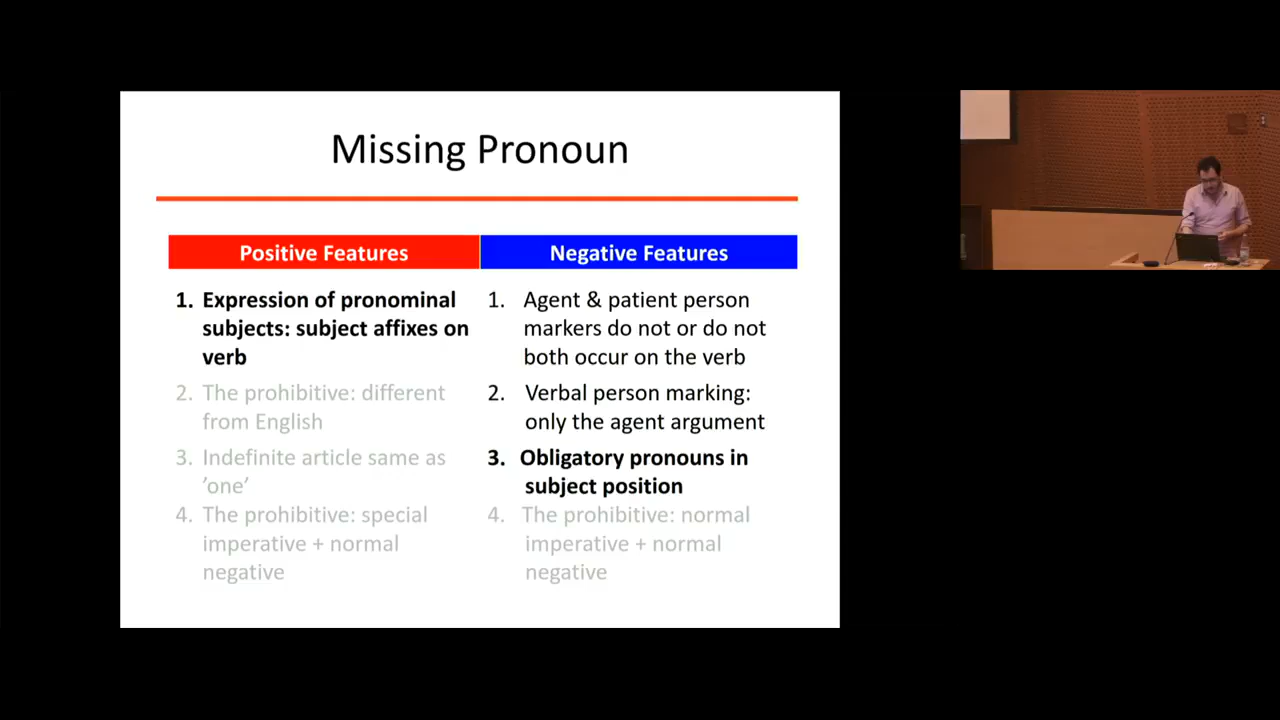 Missing Pronoun
Positive Features
1. Expression of pronominal
subjects: subject affixes on
verb
2. The prohibitive: different
from English
3. Indefinite article same as
’one’
4. The prohibitive: special
imperative + normal
negative
Negative Features
1. Agent & patient person
markers do not or do not
both occur on the verb
2. Verbal person marking:
only the agent argument
3. Obligatory pronouns in
subject position
4. The prohibitive: normal
imperative + normal
negative